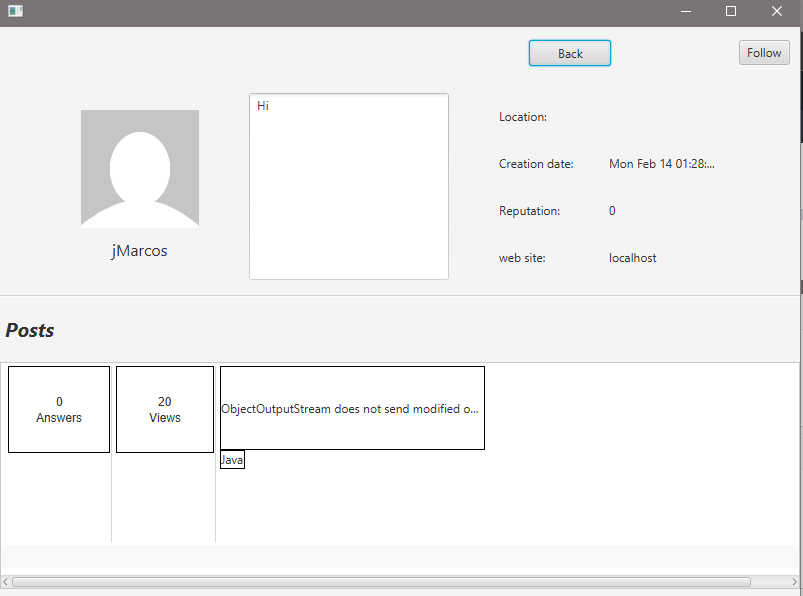 Back
Follow
Hi
jMarcos
Location:
Creation date: Mon Feb 14 01:28:...
Reputation: 0
web site: localhost
Posts
0
Answers
20
Views
ObjectOutputStream does not send modified o...
Java